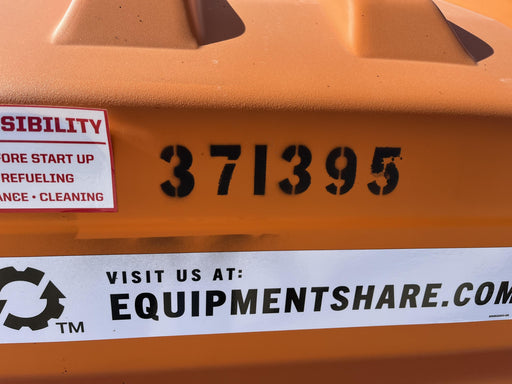 SIBILITY
FORE START UP
REFUELING
ANCE • CLEANING
371395
VISIT US AT:
EQUIPMENTSHARE.COM
TM